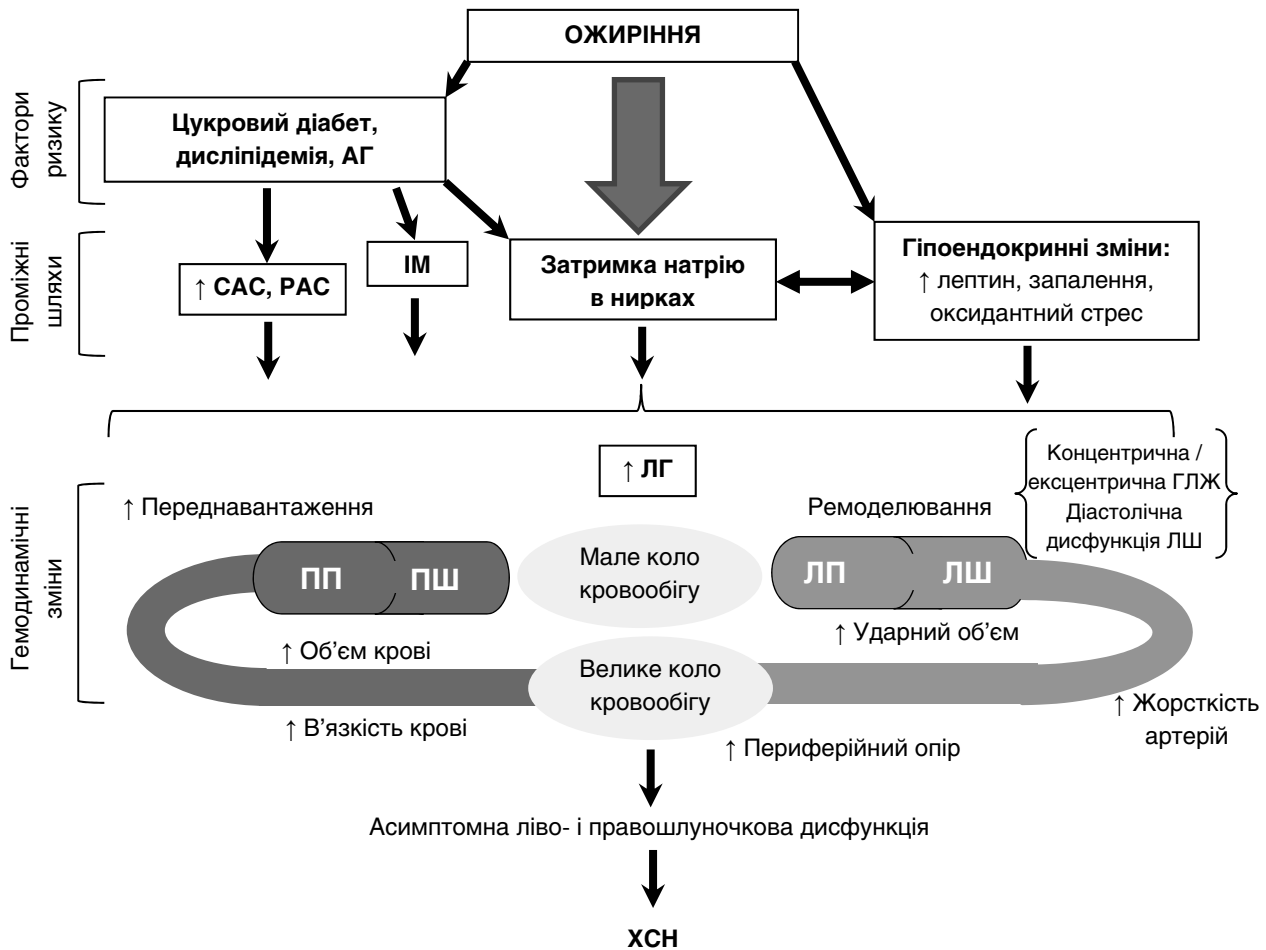 ОЖИРІННЯ
Фактори
ризику
Цукровий діабет,
дисліпідемія, АГ
Проміжні
шляхи
↑ САС, РАС
ІМ
Затримка натрію
в нирках
Гіпоендокринні зміни:
↑ лептин, запалення,
оксидантний стрес
↑ ЛГ
Гемодинамічні
зміни
↑ Переднавантаження
Ремоделювання
Концентрична /
ексцентрична ГЛЖ
Діастолічна
дисфункція ЛШ
ПП
ПШ
Мале коло
кровообігу
ЛП
ЛШ
↑ Об’єм крові
↑ Ударний об’єм
Велике коло
кровообігу
↑ В’язкість крові
↑ Периферійний опір
↑ Жорсткість
артерій
Асимптомна ліво- і правошлуночкова дисфункція
ХСН